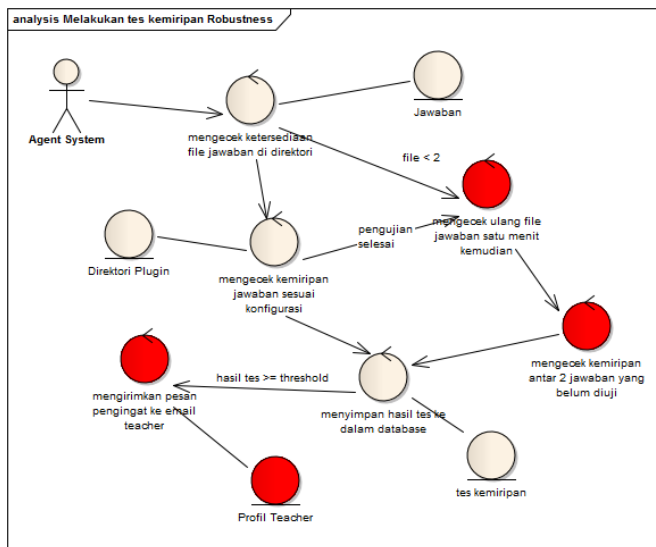 analysis Melakukan tes kemiripan Robustness
Agent System
mengecek ketersediaan
file jawaban di direktori
Jawaban
file < 2
mengecek ulang file
jawaban satu menit
kemudian
pengujian
selesai
Direktori Plugin
mengecek kemiripan
jawaban sesuai
konfigurasi
mengecek kemiripan
antar 2 jawaban yang
belum diuji
hasil tes >= threshold
mengirimkan pesan
pengingat ke email
teacher
menyimpan hasil tes ke
dalam database
tes kemiripan
Profil Teacher